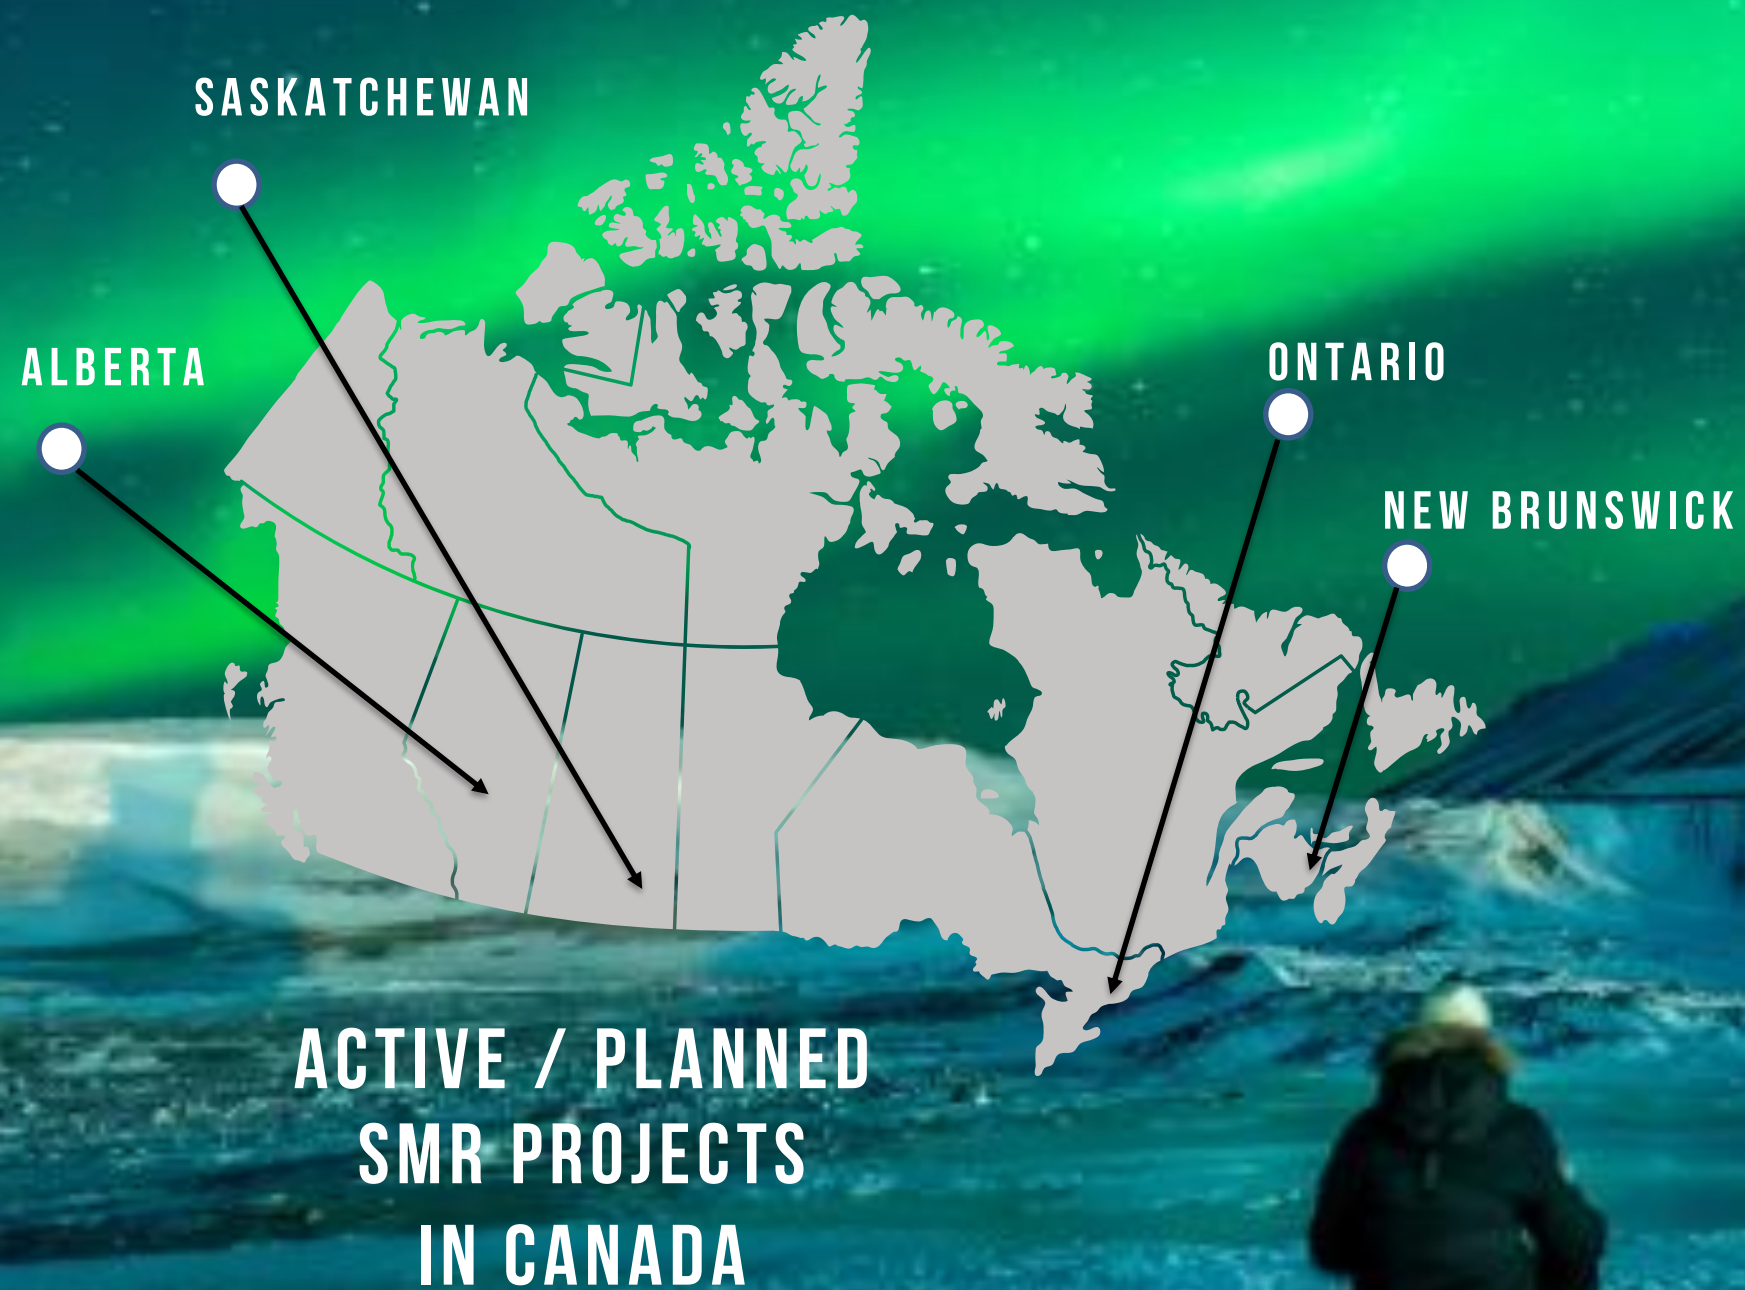 SASKATCHEWAN
ALBERTA
ONTARIO
NEW BRUNSWICK
ACTIVE / PLANNED
SMR PROJECTS
IN CANADA